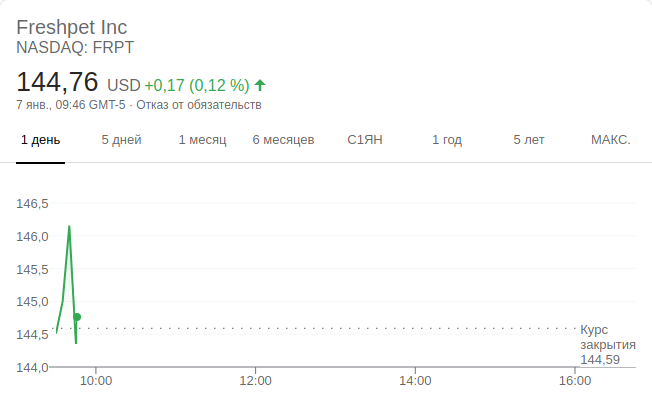 Freshpet Inc
NASDAQ: FRPT
144,76 USD +0,17 (0,12 %)
7 янв., 09:46 GMT-5 · Отказ от обязательств
1 день 5 дней 1 месяц 6 месяцев С1ЯН 1 год 5 лет МАКС.
146,5
146,0
145,5
145,0
144,5
144,0
Курс
закрытия
144,59
10:00 12:00 14:00 16:00